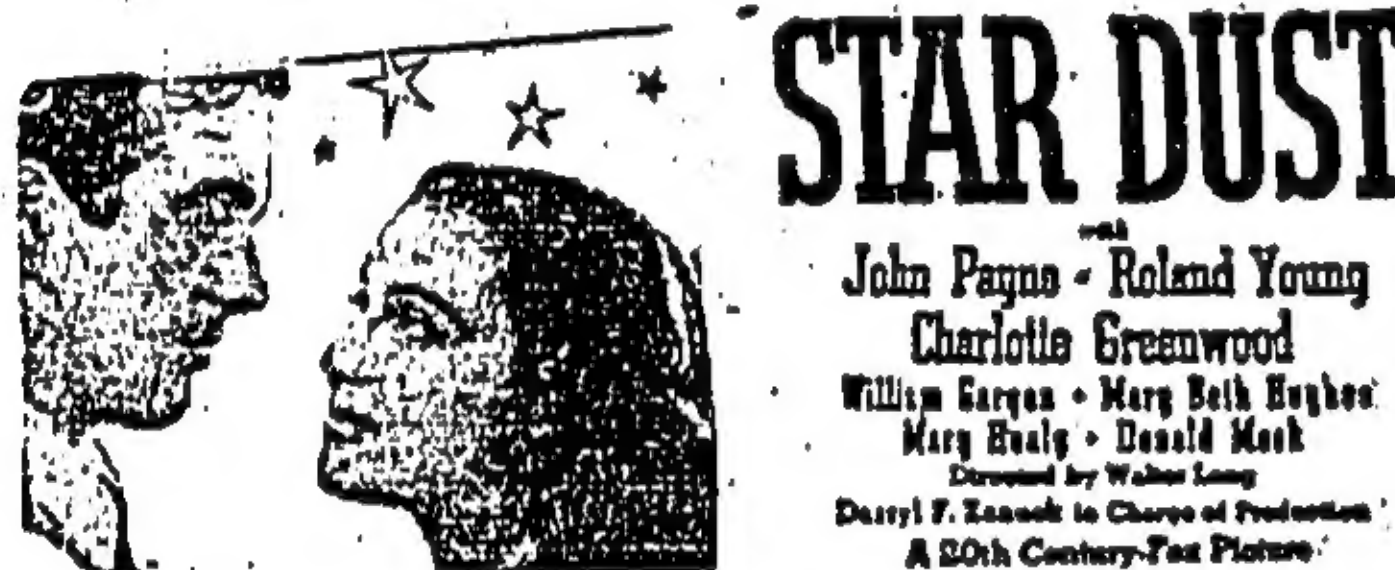 STAR DUST
with
John Payne - Roland Young
Charlotte Greenwood
William Gargan • Mary Beth Hughes
Mary Healy • Donald Meek
Directed by Walter Lang
Darryl F. Zanuck in Charge of Production
A 20th Century-Fox Picture